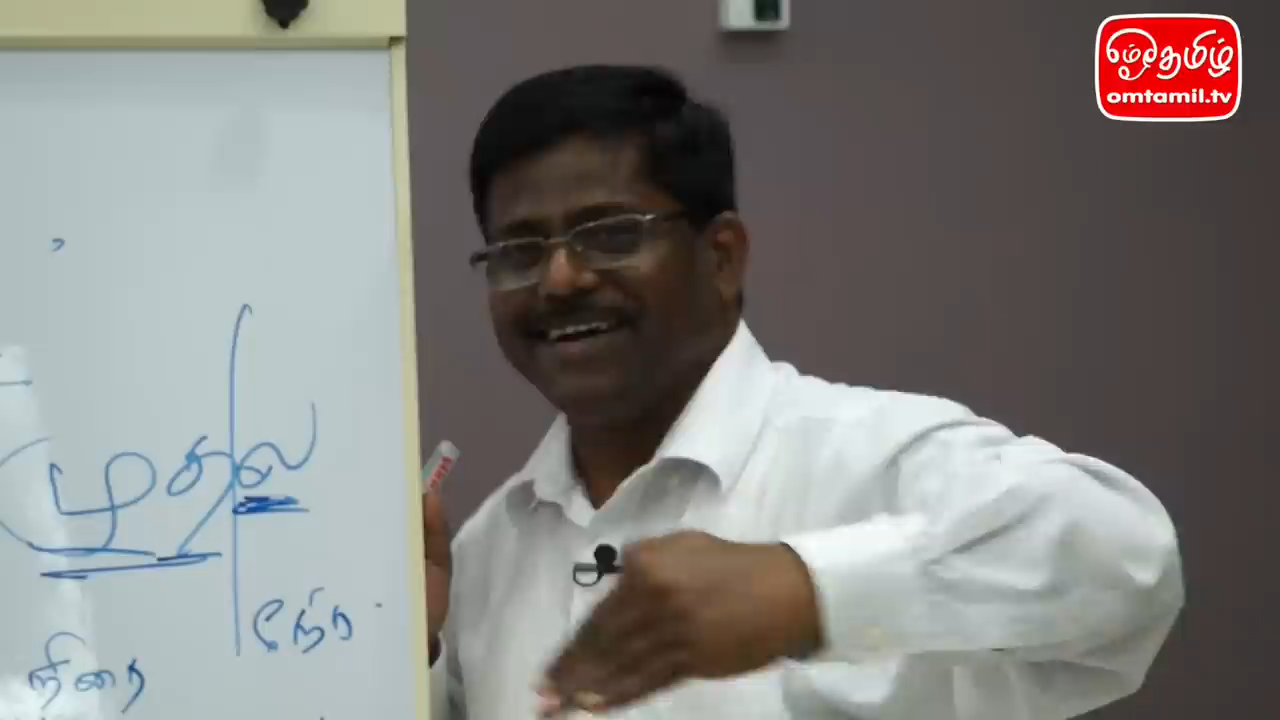 ஓம்தமிழ்
omtamil.tv
முதல
நேர்
நிரை